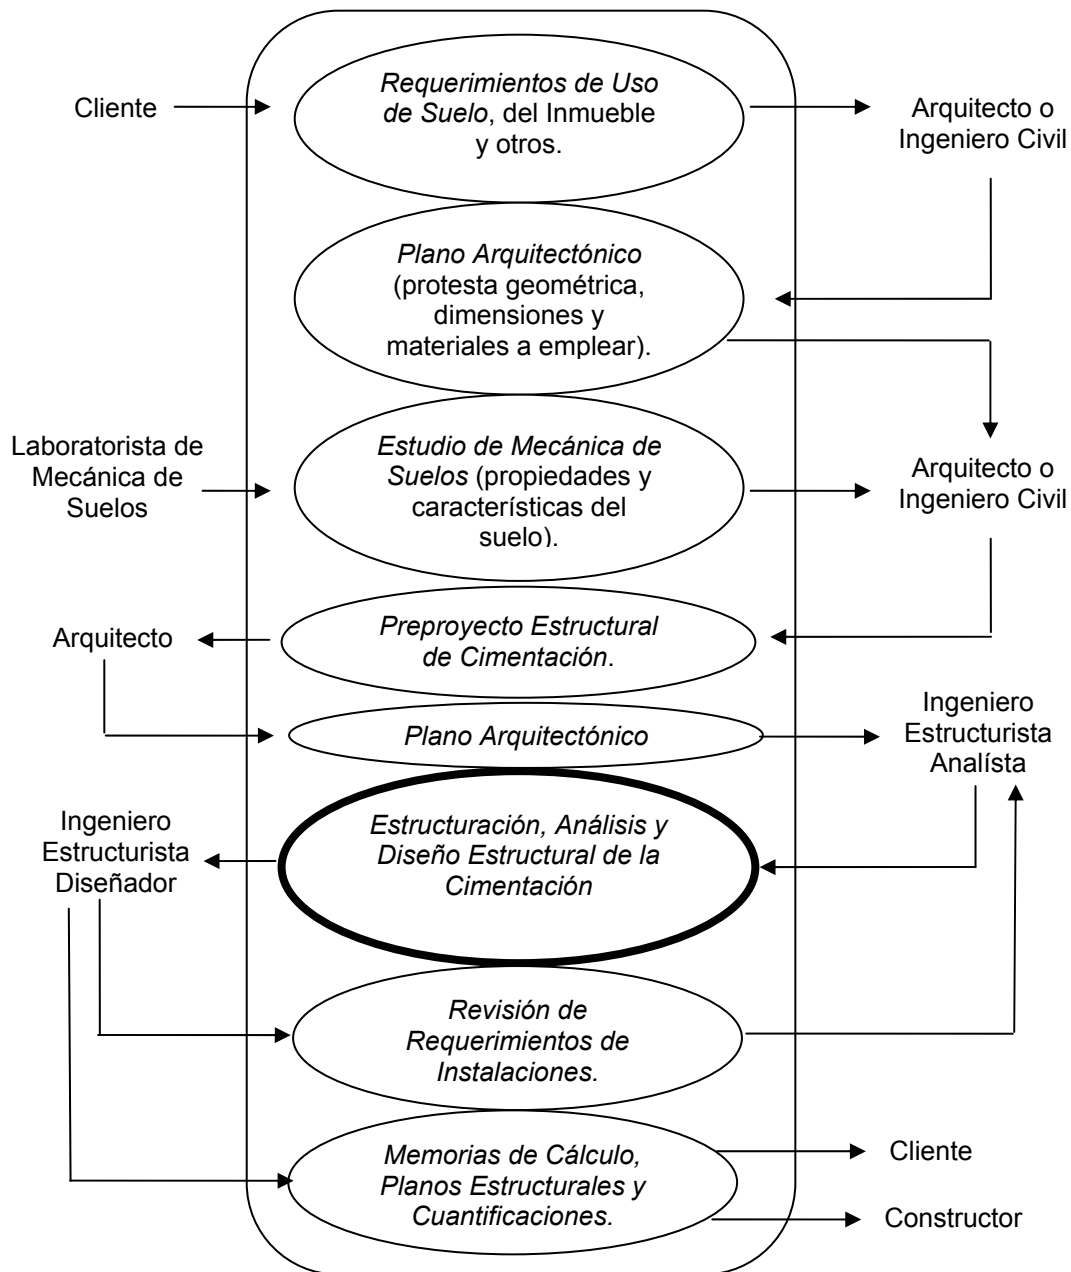 Cliente
Requerimientos de Uso
de Suelo, del Inmueble
y otros.
Arquitecto o
Ingeniero Civil
Plano Arquitectónico
(protesta geométrica,
dimensiones y
materiales a emplear).
Laboratorista de
Mecánica de
Suelos
Estudio de Mecánica de
Suelos (propiedades y
características del
suelo).
Arquitecto o
Ingeniero Civil
Arquitecto
Preproyecto Estructural
de Cimentación.
Plano Arquitectónico
Ingeniero
Estructurista
Analísta
Ingeniero
Estructurista
Diseñador
Estructuración, Análisis y
Diseño Estructural de la
Cimentación
Revisión de
Requerimientos de
Instalaciones.
Memorias de Cálculo,
Planos Estructurales y
Cuantificaciones.
Cliente
Constructor